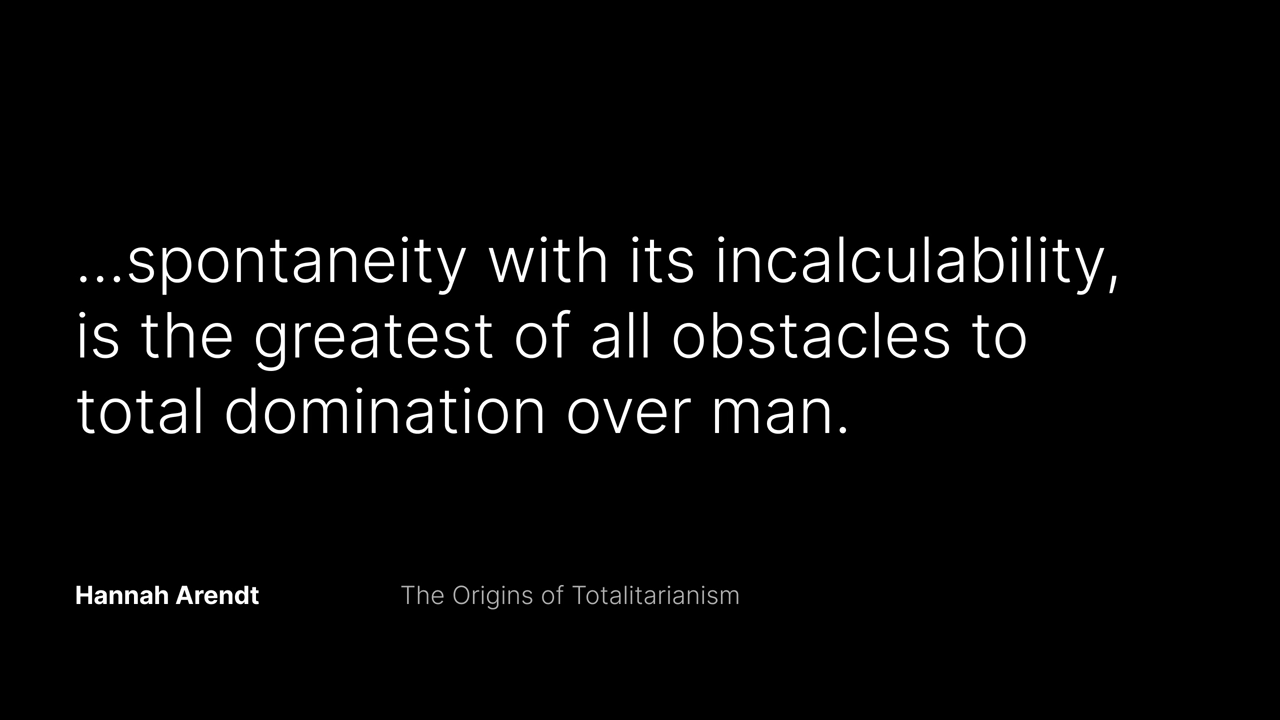 ...spontaneity with its incalculability,
is the greatest of all obstacles to
total domination over man.
Hannah Arendt
The Origins of Totalitarianism